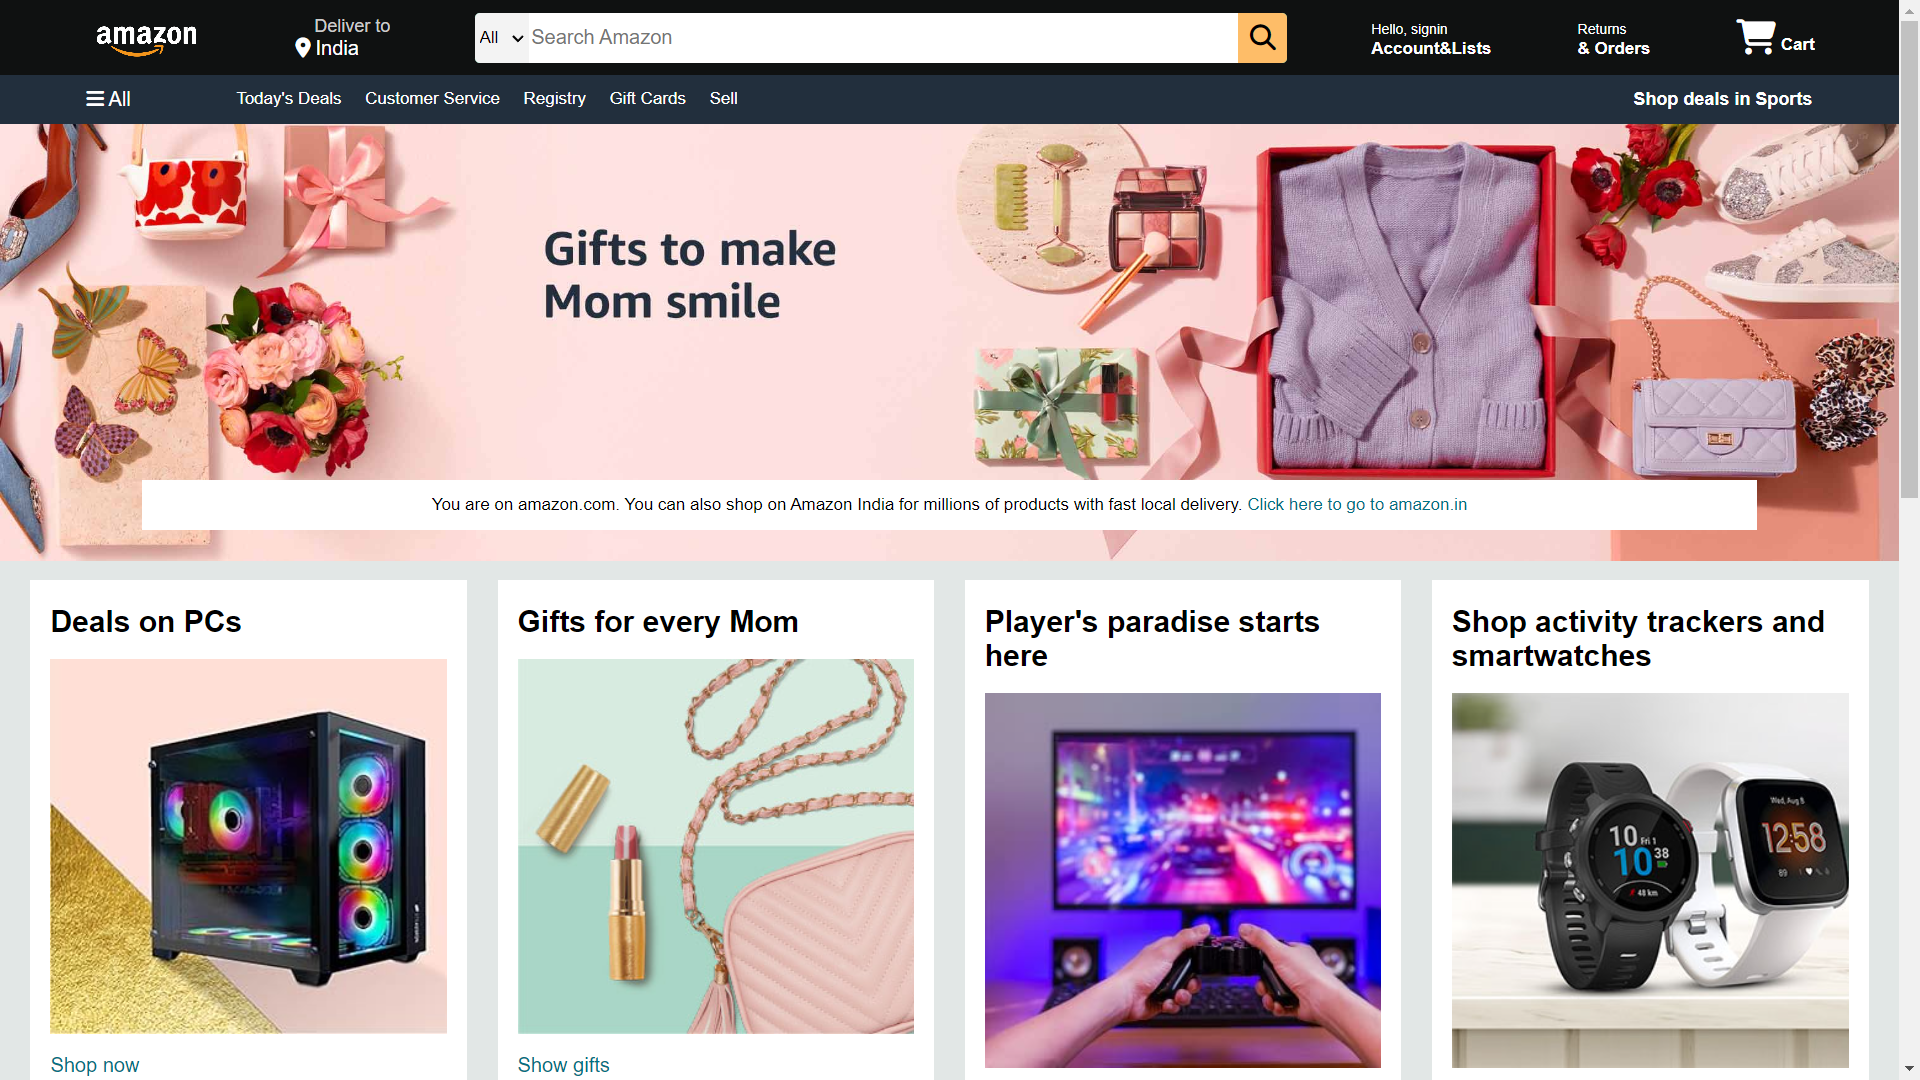 amazon
Deliver to
India
All
Search Amazon
Hello, signin
Account&Lists
Returns
& Orders
Cart
All
Today's Deals
Customer Service
Registry
Gift Cards
Sell
Shop deals in Sports
Gifts to make
Mom smile
You are on amazon.com. You can also shop on Amazon India for millions of products with fast local delivery. Click here to go to amazon.in
Deals on PCs
Gifts for every Mom
Player's paradise starts
here
Shop activity trackers and
smartwatches
10 Fri 1
10 38
48 km
Wed, Aug 8
12:58
89
Shop now
Show gifts